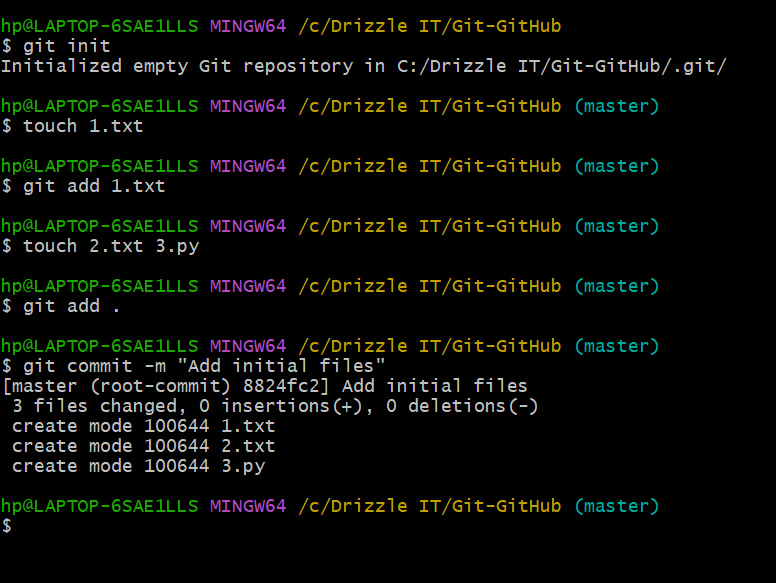 hp@LAPTOP-6SAE1LLS MINGW64 /c/Drizzle IT/Git-GitHub
$ git init
Initialized empty Git repository in C:/Drizzle IT/Git-GitHub/.git/
hp@LAPTOP-6SAE1LLS MINGW64 /c/Drizzle IT/Git-GitHub (master)
$ touch 1.txt
hp@LAPTOP-6SAE1LLS MINGW64 /c/Drizzle IT/Git-GitHub (master)
$ git add 1.txt
hp@LAPTOP-6SAE1LLS MINGW64 /c/Drizzle IT/Git-GitHub (master)
$ touch 2.txt 3.py
hp@LAPTOP-6SAE1LLS MINGW64 /c/Drizzle IT/Git-GitHub (master)
$ git add .
hp@LAPTOP-6SAE1LLS MINGW64 /c/Drizzle IT/Git-GitHub (master)
$ git commit -m "Add initial files"
[master (root-commit) 8824fc2] Add initial files
 3 files changed, 0 insertions(+), 0 deletions(-)
 create mode 100644 1.txt
 create mode 100644 2.txt
 create mode 100644 3.py
hp@LAPTOP-6SAE1LLS MINGW64 /c/Drizzle IT/Git-GitHub (master)
$